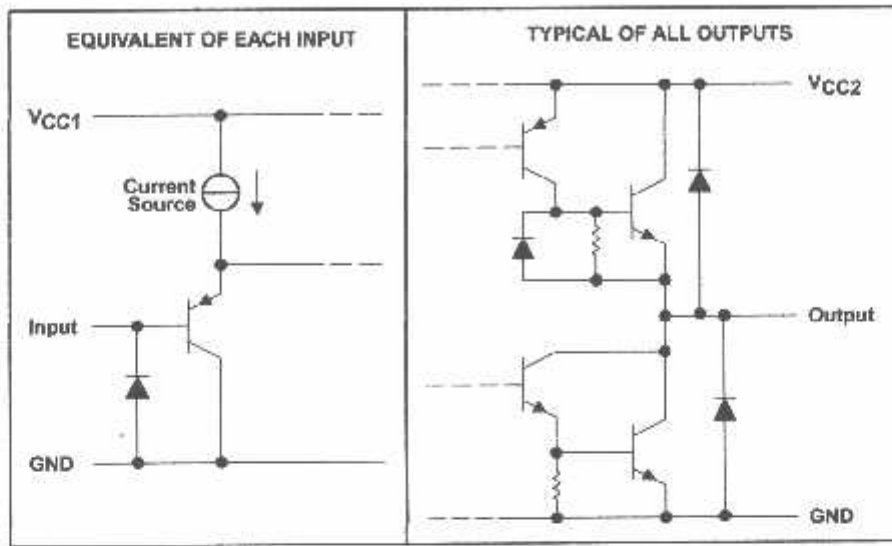 EQUIVALENT OF EACH INPUT
VCC1
Current
Source
Input
GND
TYPICAL OF ALL OUTPUTS
VCC2
Output
GND